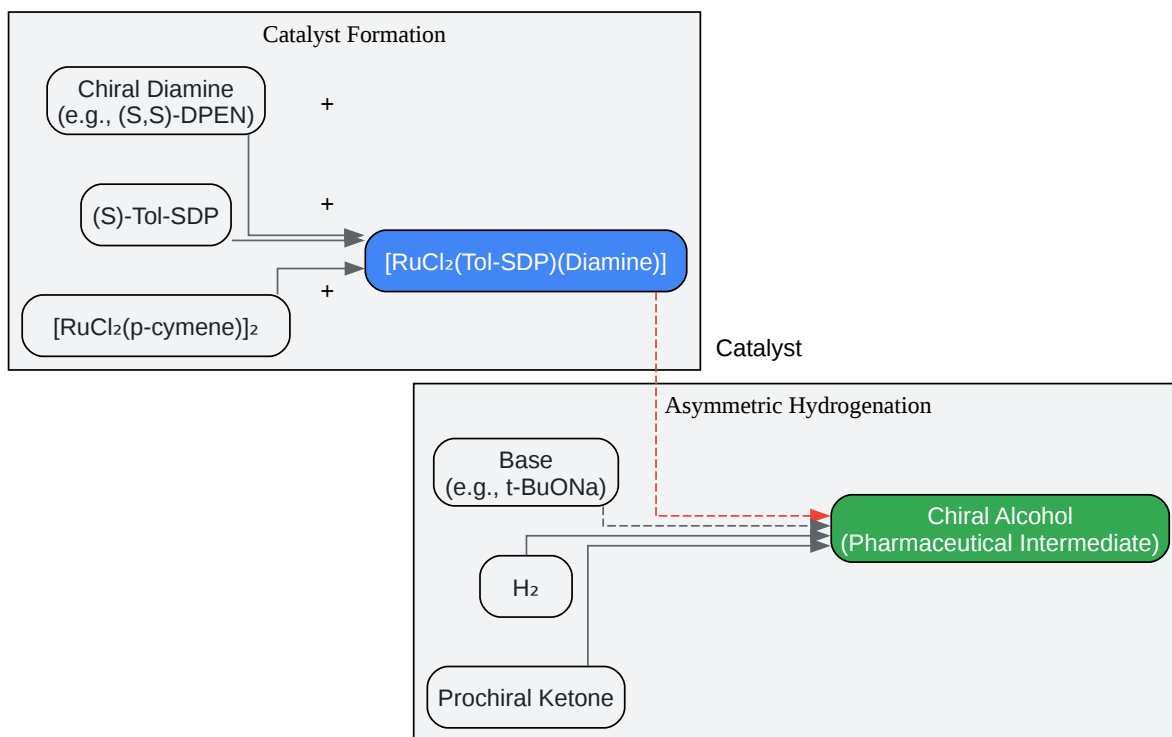 Catalyst Formation
Chiral Diamine
(e.g., (S,S)-DPEN)
+
(S)-Tol-SDP
+
[RuCl₂(Tol-SDP)(Diamine)]
+
[RuCl₂(p-cymene)]₂
Catalyst
Asymmetric Hydrogenation
Base
(e.g., t-BuONa)
Chiral Alcohol
(Pharmaceutical Intermediate)
H₂
Prochiral Ketone